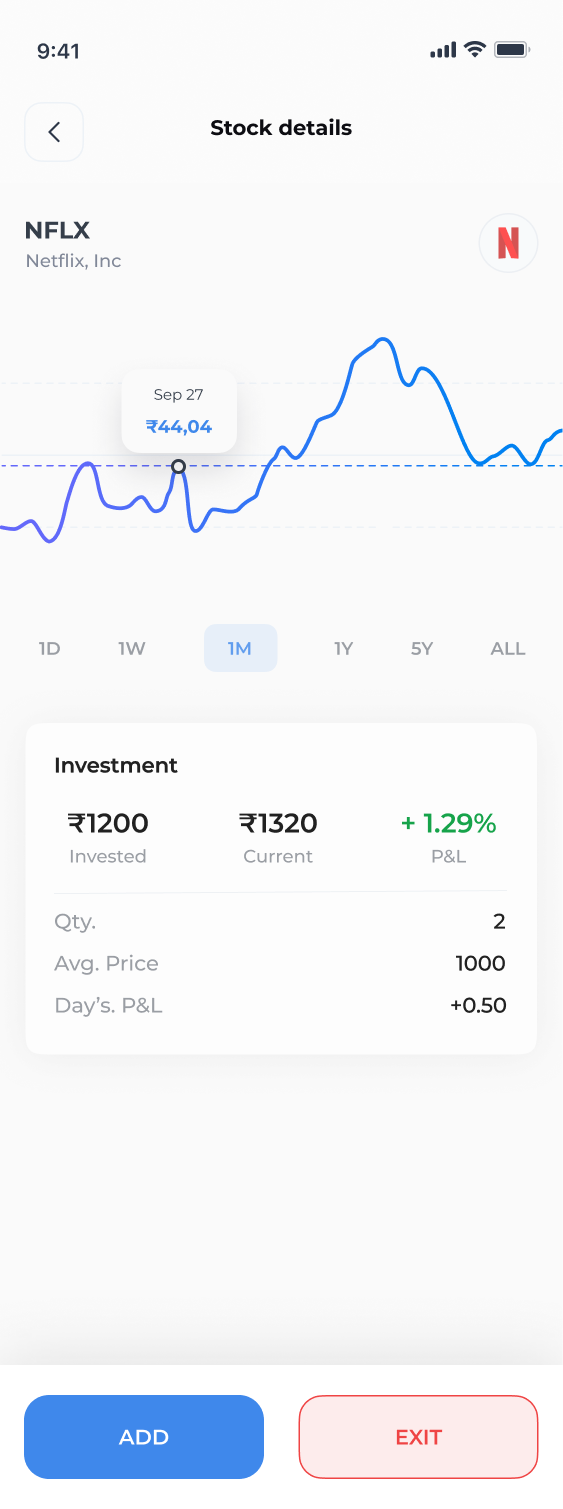 9:41
Stock details
NFLX
Netflix, Inc
N
Sep 27
₹44,04
1D 1W 1M 1Y 5Y ALL
Investment
₹1200 ₹1320 + 1.29%
Invested Current P&L
Qty. 2
Avg. Price 1000
Day’s. P&L +0.50
ADD EXIT